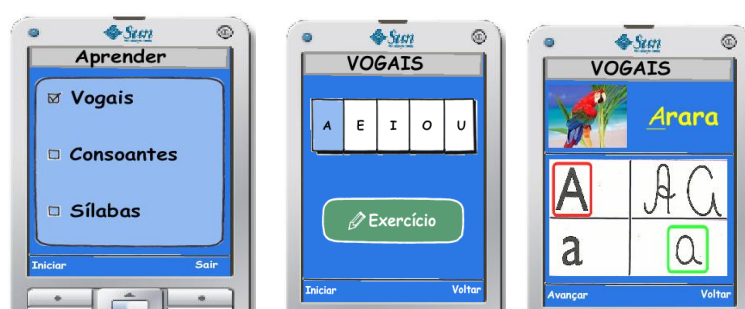 Sun
Aprender
Vogais
Consoantes
Sílabas
Iniciar Sair
Sun
VOGAIS
A E I O U
Exercício
Iniciar Voltar
Sun
VOGAIS
Arara
A A a
a a
Avançar Voltar